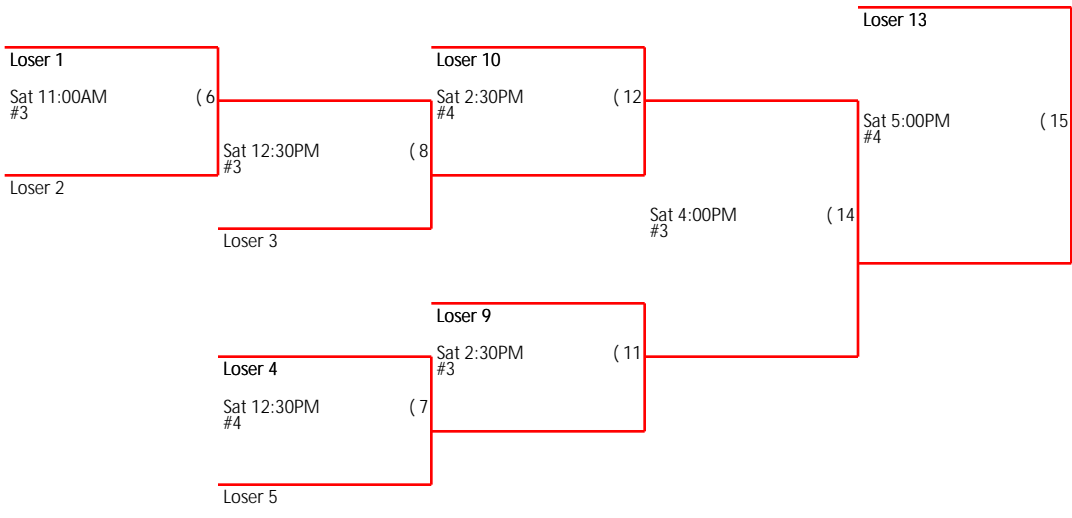 Loser 13
Loser 1
Loser 10
Sat 11:00AM
( 6
#3
Sat 2:30PM
( 12
#4
Sat 5:00PM
( 15
#4
Sat 12:30PM
( 8
#3
Loser 2
Loser 3
Sat 4:00PM
( 14
#3
Loser 9
Sat 2:30PM
( 11
#3
Loser 4
Sat 12:30PM
( 7
#4
Loser 5